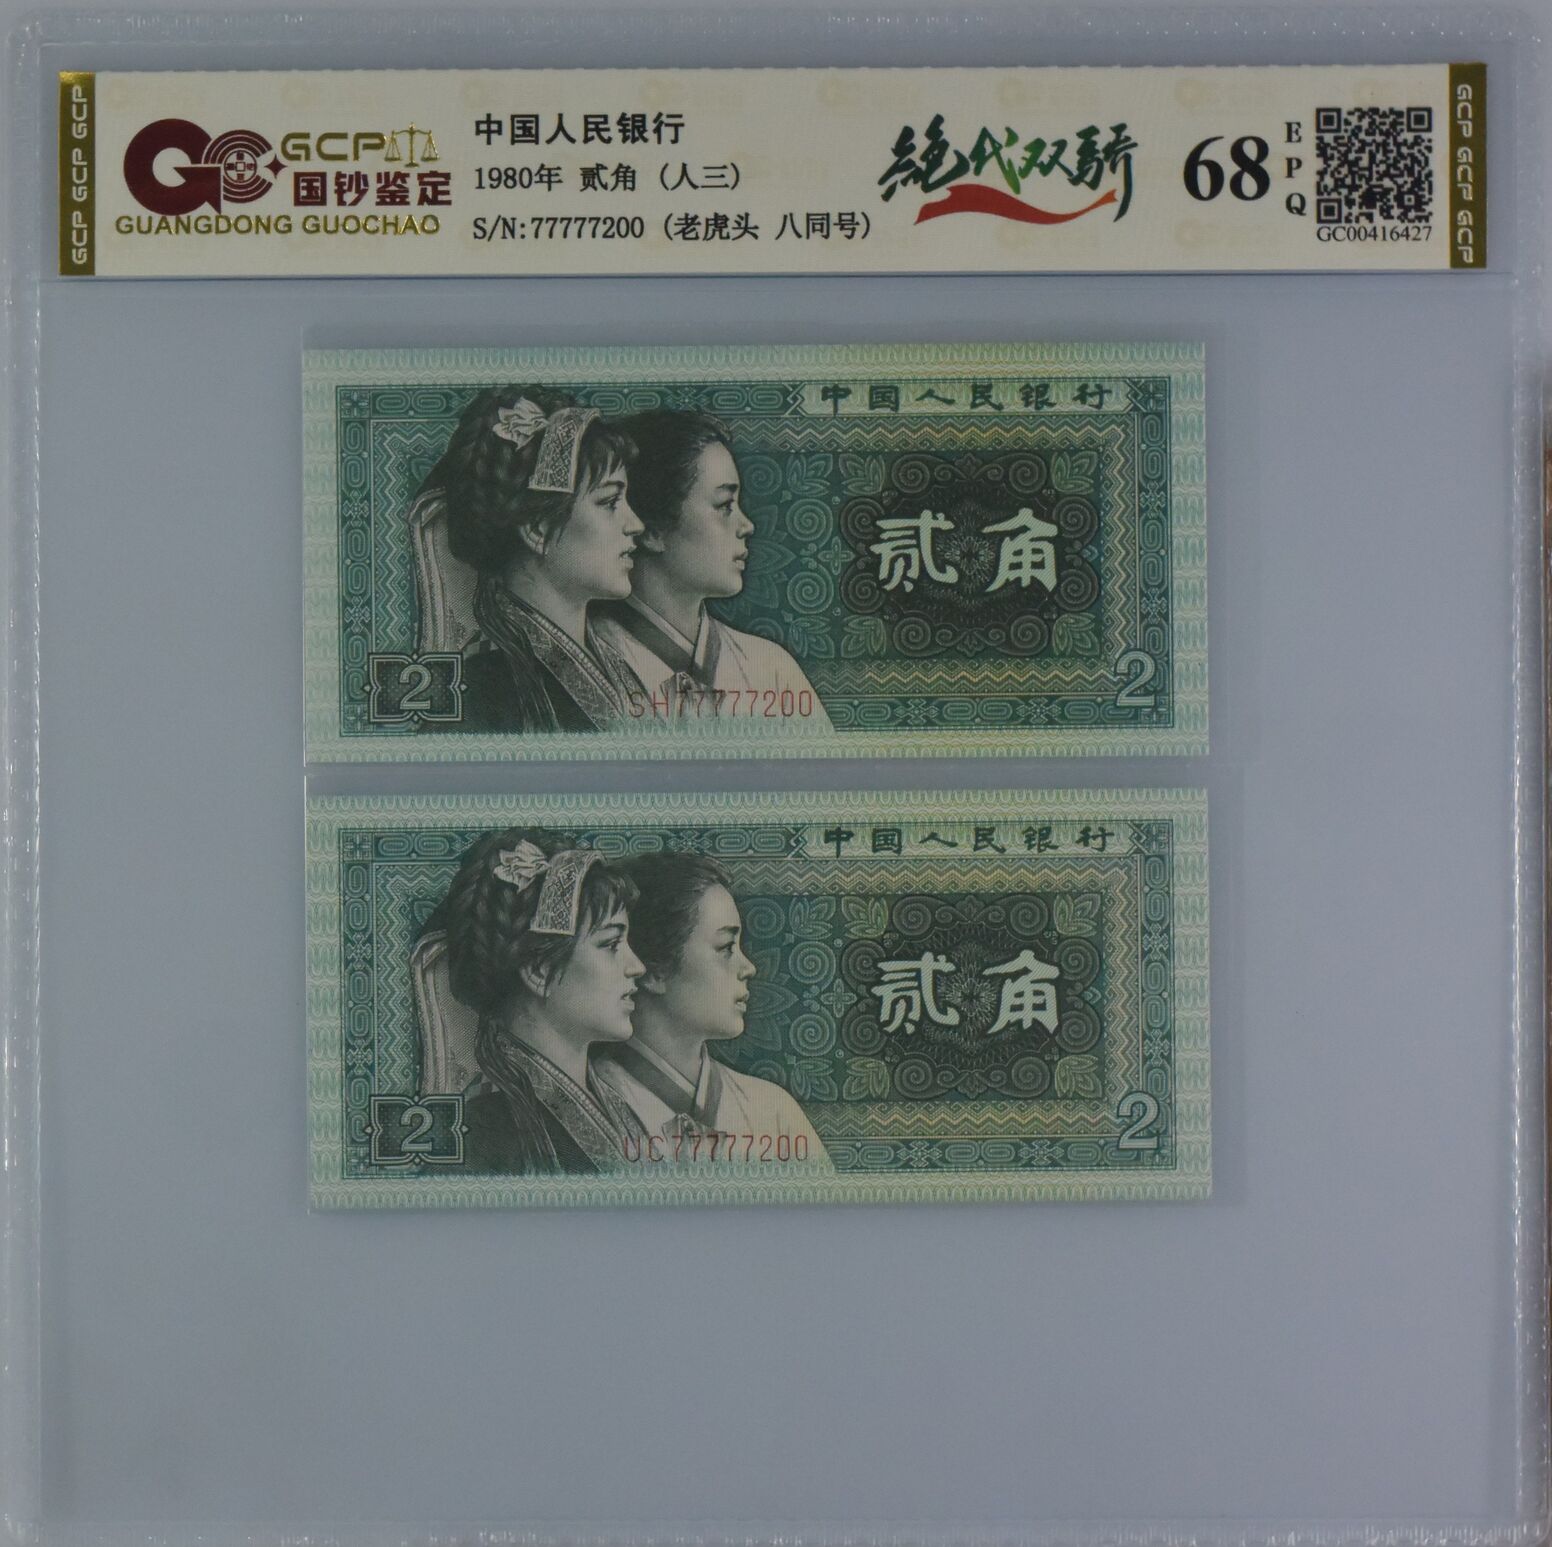 GCP GCP GCP
GCP
国钞鉴定
GUANGDONG GUOCHAO
中国人民银行
1980年 贰角 (人三)
S/N:77777200 (老虎头 八同号)
绝代双骄
68
EPQ
GC00416427
GCP GCP GCP
中国人民银行
贰角
2
2
SH77777200
中国人民银行
贰角
2
2
UC77777200